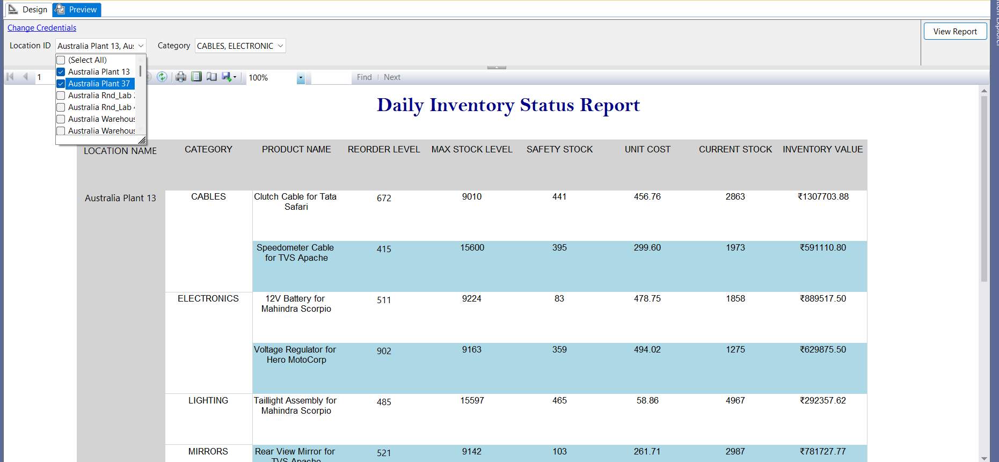 Design Preview
Change Credentials
View Report
Location ID Australia Plant 13, Aus Category CABLES, ELECTRONIC
(Select All)
Australia Plant 13
Australia Plant 37
Australia Rnd_Lab
Australia Rnd_Lab
Australia Warehous
Australia Warehous
1 100% Find | Next
Daily Inventory Status Report
LOCATION NAME CATEGORY PRODUCT NAME REORDER LEVEL MAX STOCK LEVEL SAFETY STOCK UNIT COST CURRENT STOCK INVENTORY VALUE
Australia Plant 13 CABLES Clutch Cable for Tata 672 9010 441 456.76 2863 ₹1307703.88
Safari
Speedometer Cable 415 15600 395 299.60 1973 ₹591110.80
for TVS Apache
ELECTRONICS 12V Battery for 511 9224 83 478.75 1858 ₹889517.50
Mahindra Scorpio
Voltage Regulator for 902 9163 359 494.02 1275 ₹629875.50
Hero MotoCorp
LIGHTING Taillight Assembly for 485 15597 465 58.86 4967 ₹292357.62
Mahindra Scorpio
MIRRORS Rear View Mirror for 521 9142 103 261.71 2987 ₹781727.77
TVS Apache